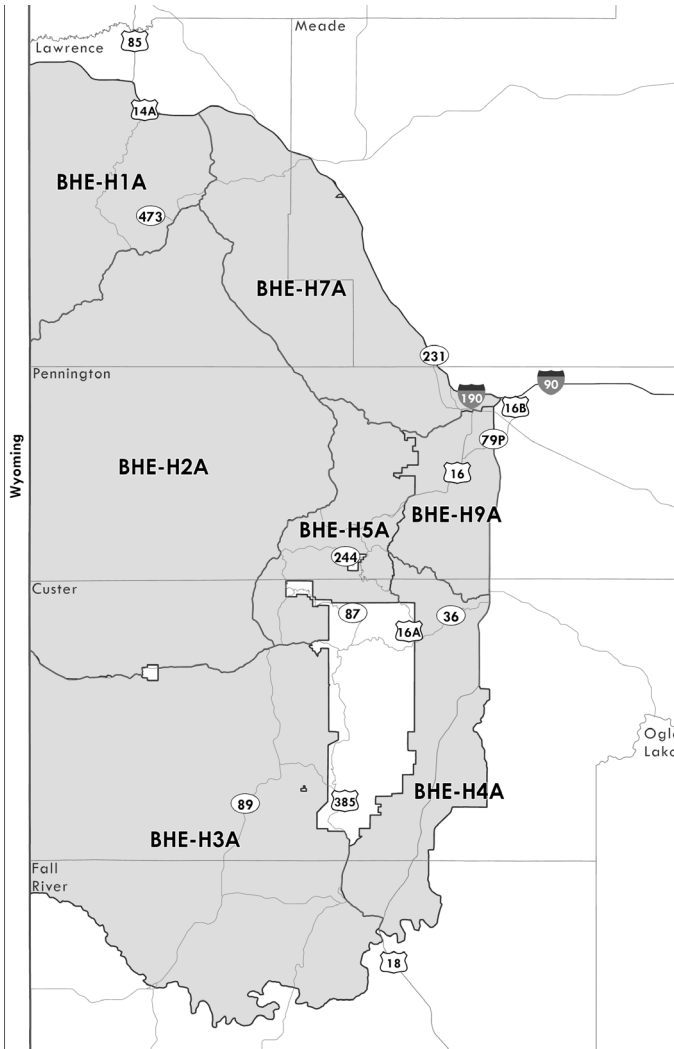 Meade
Lawrence
85
14A
BHE-H1A
473
BHE-H7A
231
Pennington
190
90
16B
79P
Wyoming
BHE-H2A
16
BHE-H9A
BHE-H5A
244
Custer
87
36
16A
Ogl
Lako
BHE-H4A
385
89
BHE-H3A
Fall
River
18